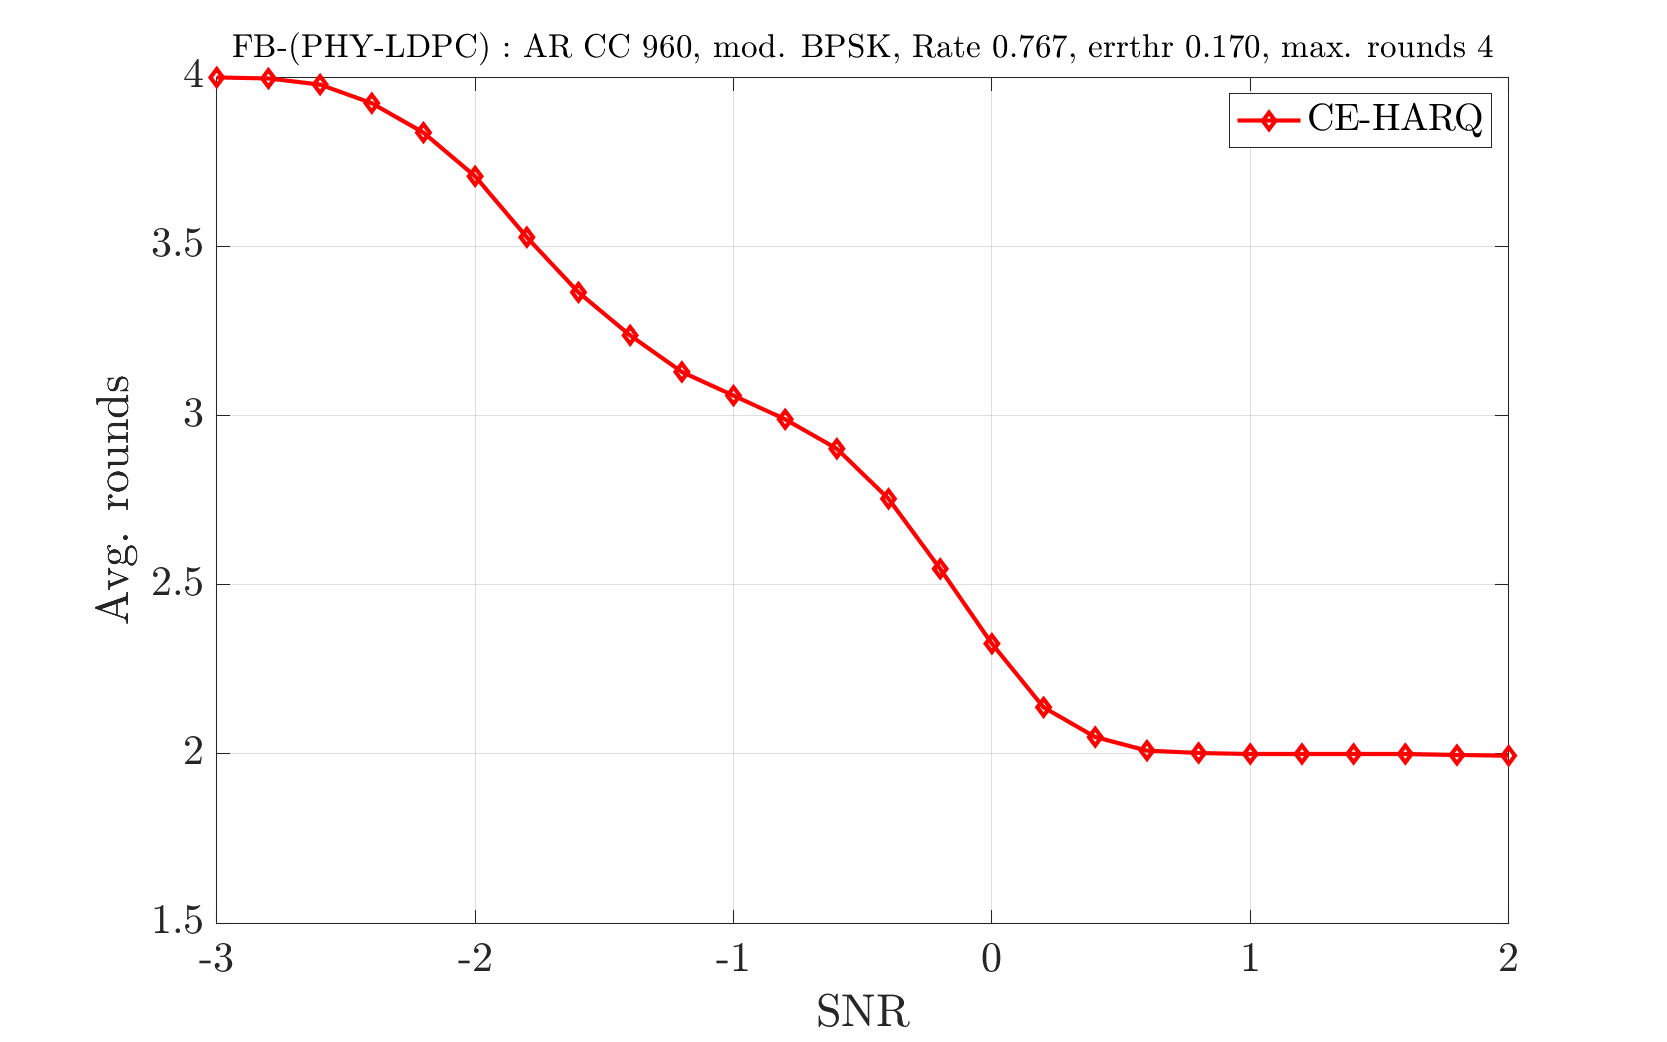 FB-(PHY-LDPC) : AR CC 960, mod. BPSK, Rate 0.767, errthr 0.170, max. rounds 4
CE-HARQ
Avg. rounds
4
3.5
3
2.5
2
1.5
-3 -2 -1 0 1 2
SNR